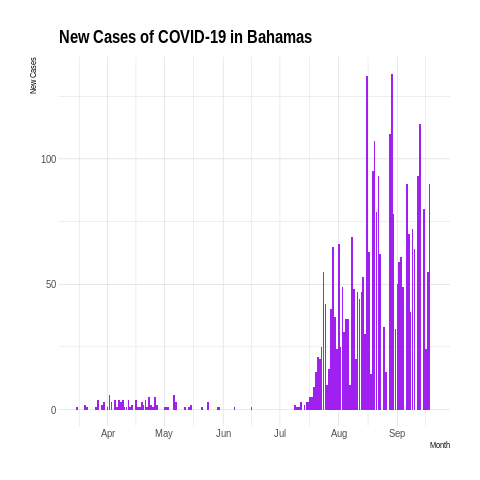 New Cases of COVID-19 in Bahamas
New Cases
100
50
0
Apr May Jun Jul Aug Sep
Month